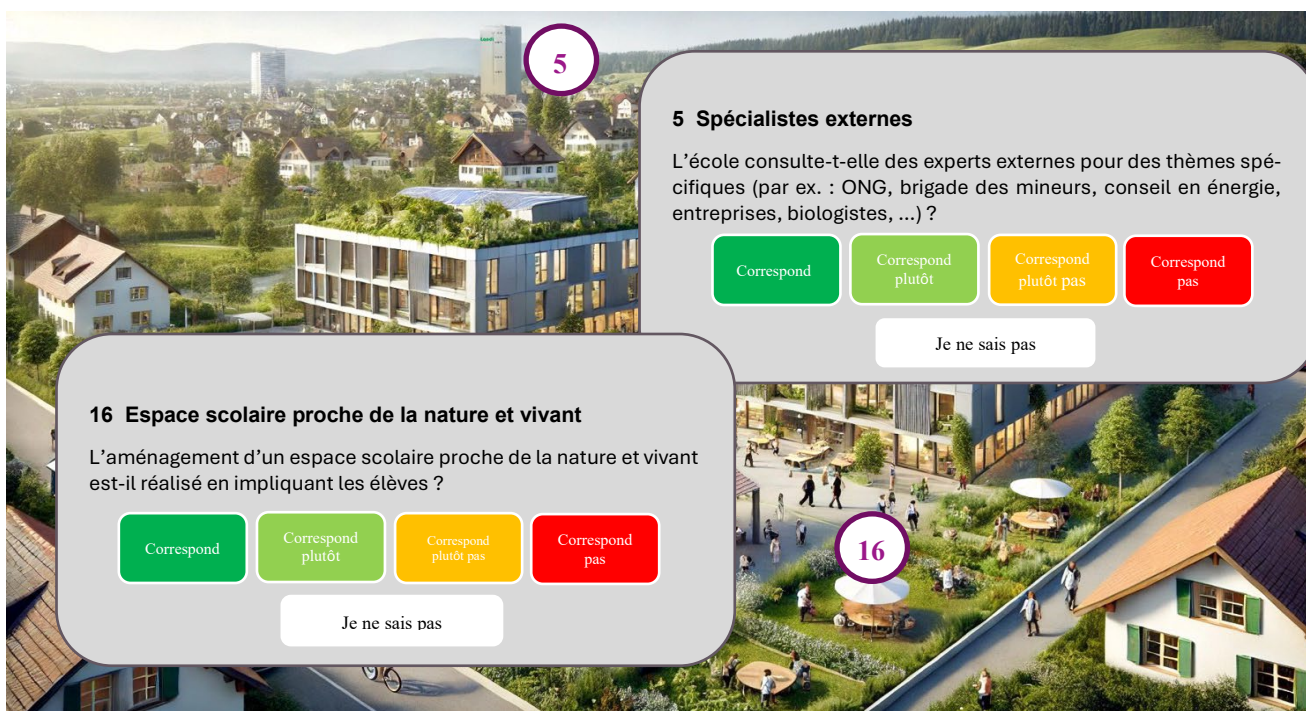 5
5 Spécialistes externes
L’école consulte-t-elle des experts externes pour des thèmes spé-
cifiques (par ex. : ONG, brigade des mineurs, conseil en énergie,
entreprises, biologistes, ...) ?
Correspond
Correspond
plutôt
Correspond
plutôt pas
Correspond
pas
Je ne sais pas
16 Espace scolaire proche de la nature et vivant
L’aménagement d’un espace scolaire proche de la nature et vivant
est-il réalisé en impliquant les élèves ?
Correspond
Correspond
plutôt
Correspond
plutôt pas
Correspond
pas
Je ne sais pas
16